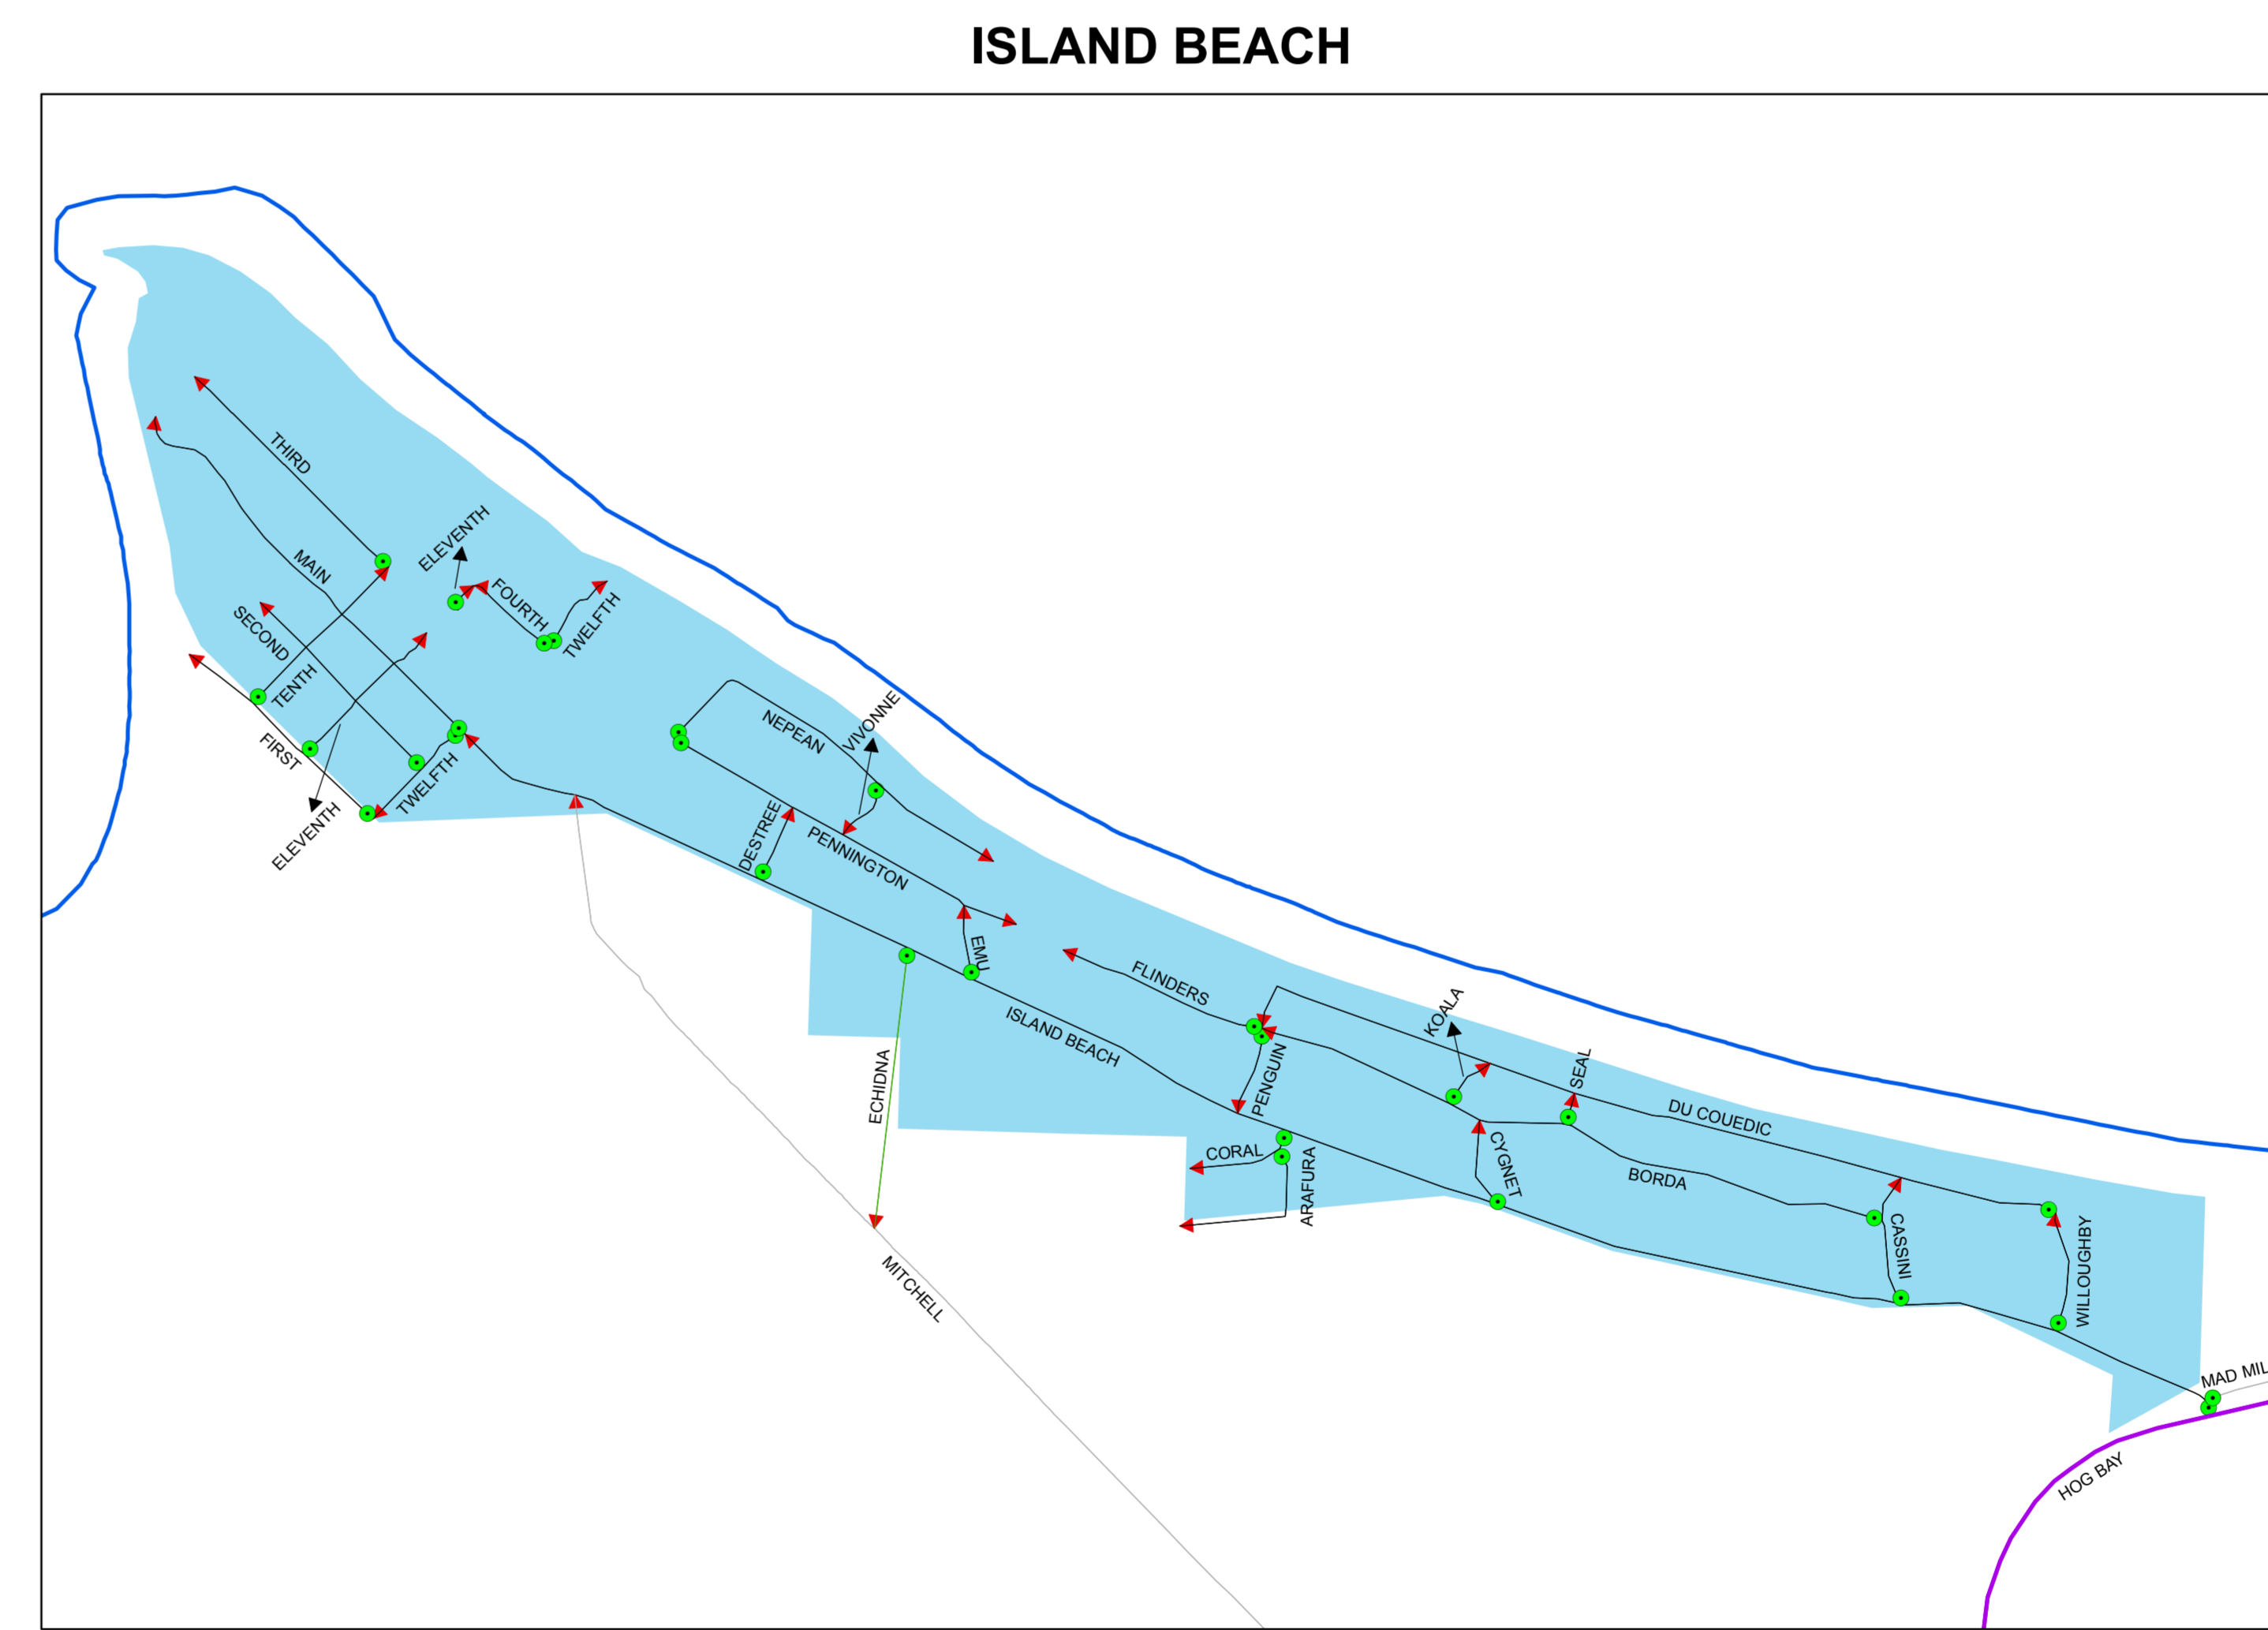 ISLAND BEACH
THIRD
ELEVENTH
MAIN
FOURTH
TWELFTH
SECOND
TENTH
FIRST
TWELFTH
ELEVENTH
NEPEAN
VIVONNE
DESTREE
PENNINGTON
EMU
FLINDERS
ISLAND BEACH
ECHIDNA
KOALA
SEAL
PENGUIN
DU COUEDIC
CORAL
ARAFURA
CYGNET
BORDA
CASSINI
WILLOUGHBY
MITCHELL
MAD MIL
HOG BAY